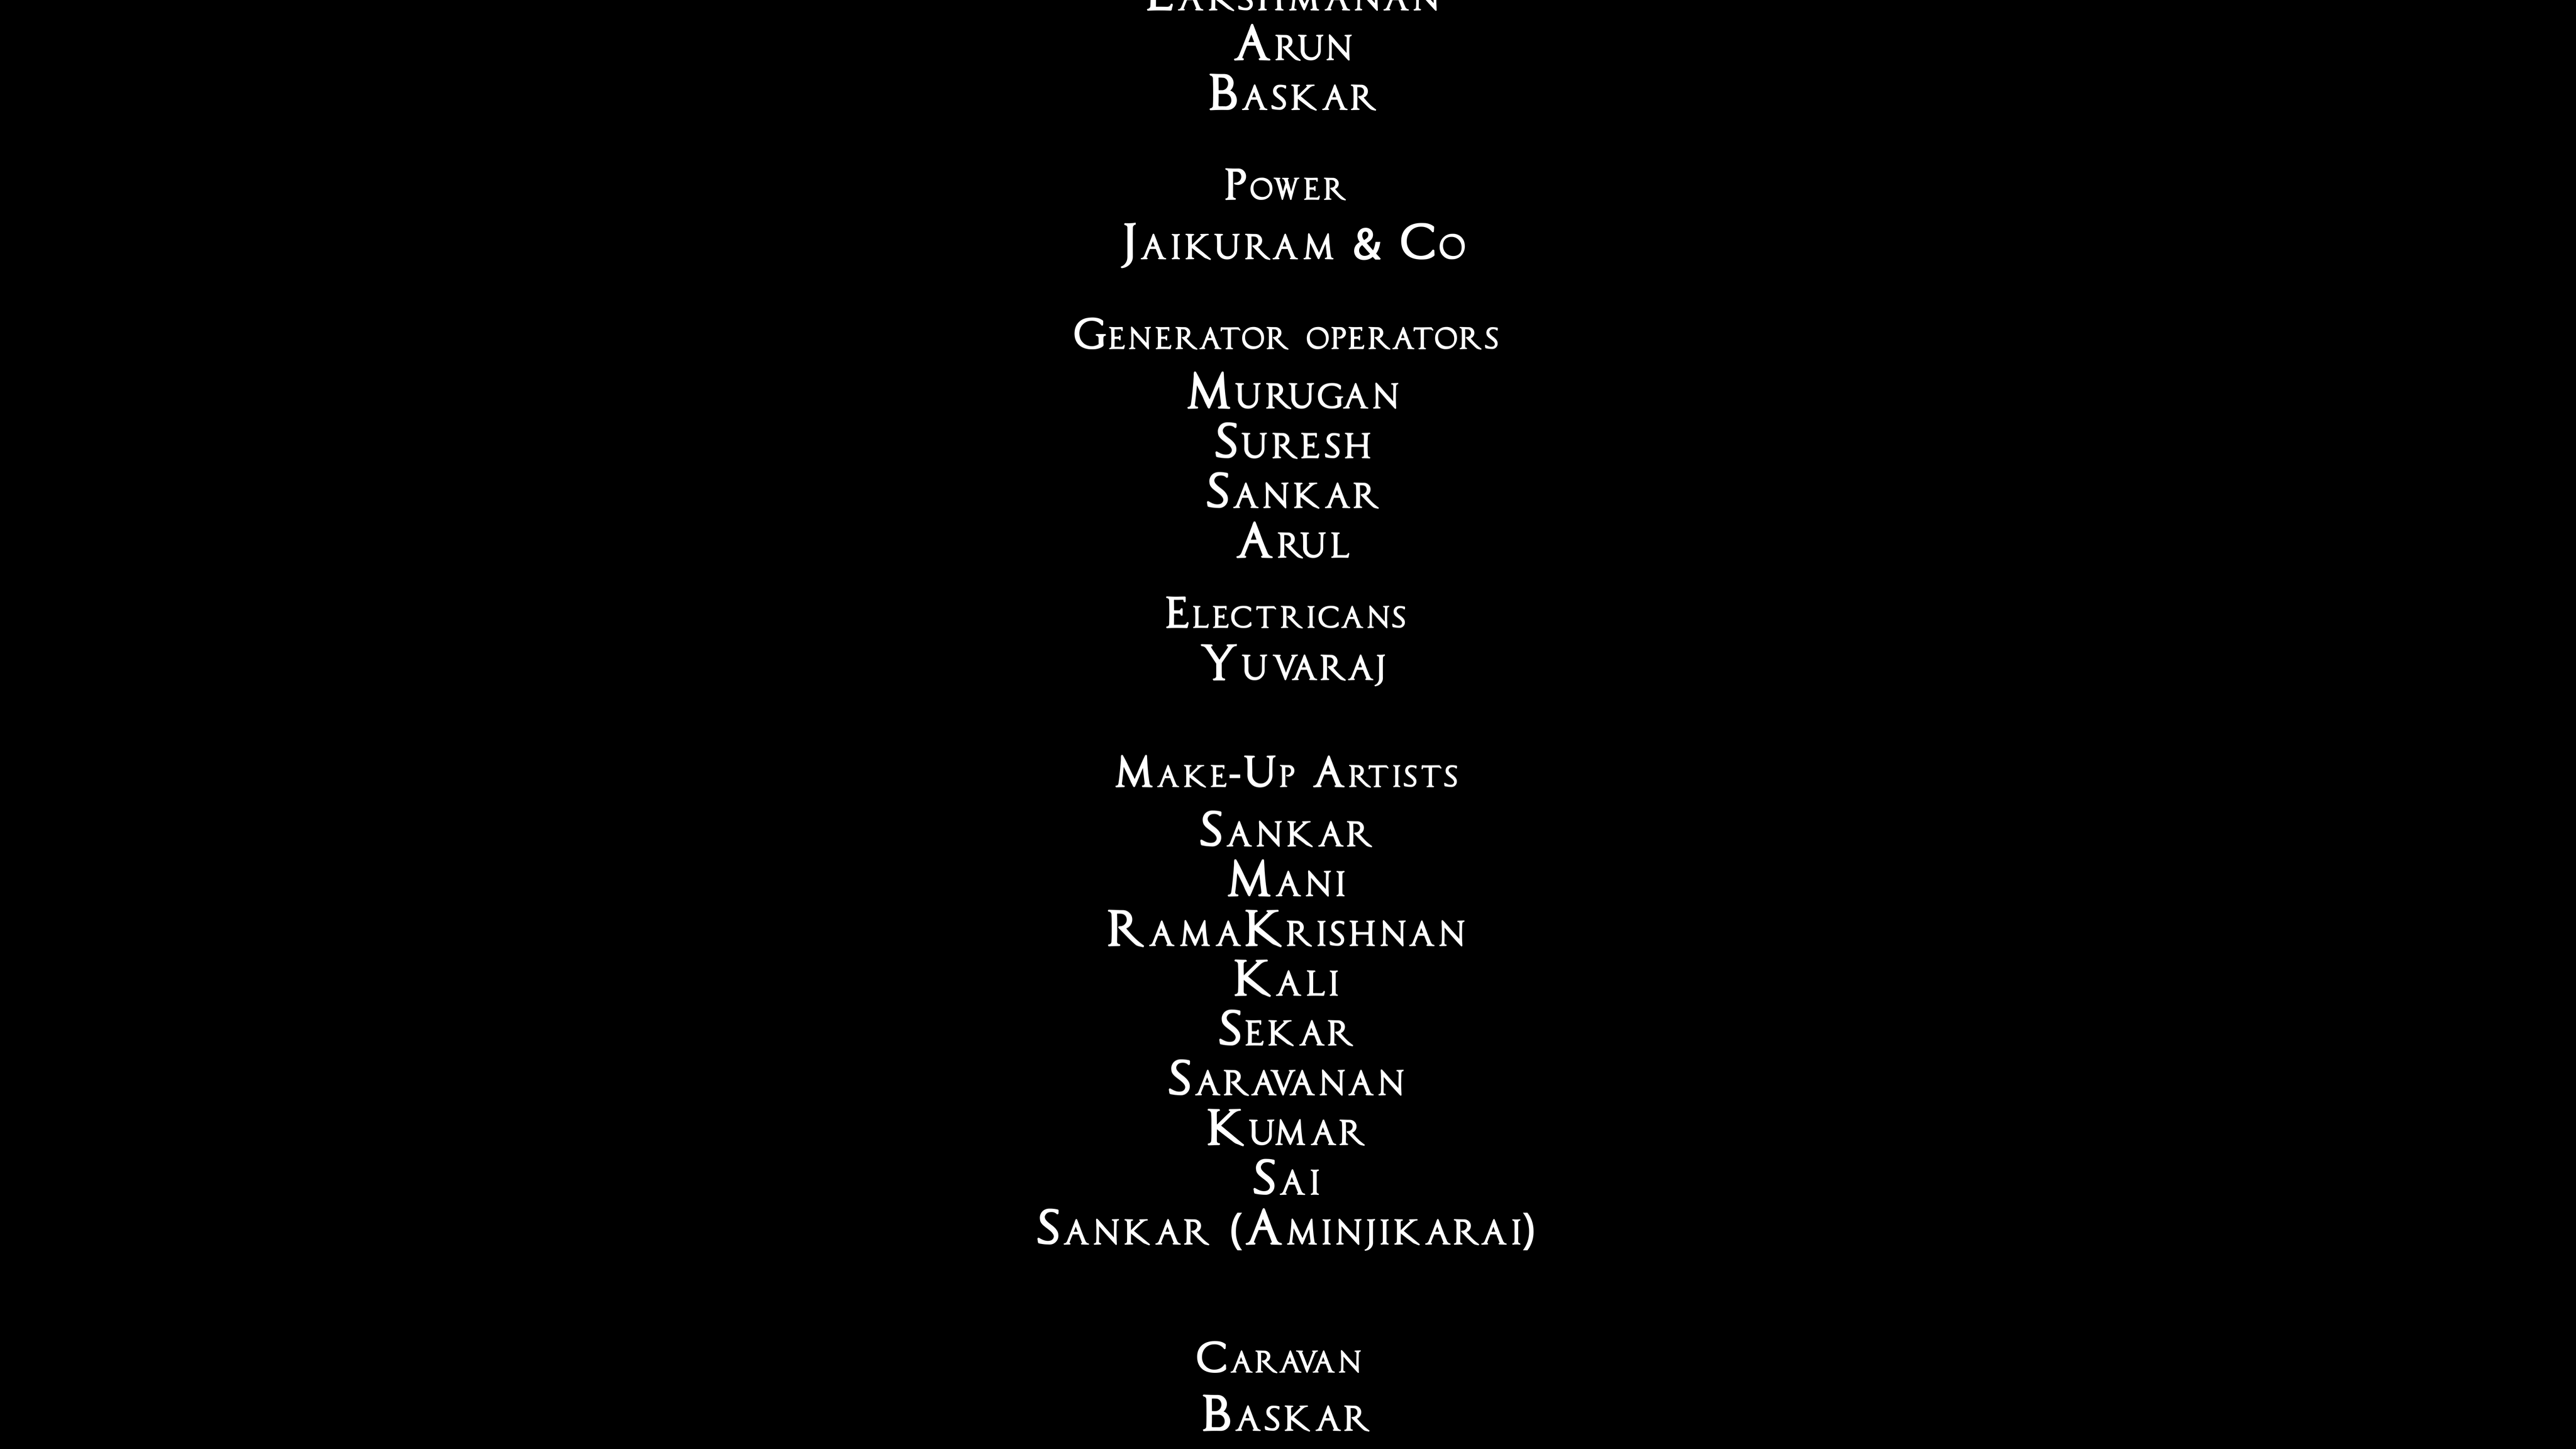 Lakshmanan
Arun
Baskar
Power
Jaikuram & Co
Generator operators
Murugan
Suresh
Sankar
Arul
Electricans
Yuvaraj
Make-Up Artists
Sankar
Mani
RamaKrishnan
Kali
Sekar
Saravanan
Kumar
Sai
Sankar (Aminjikarai)
Caravan
Baskar